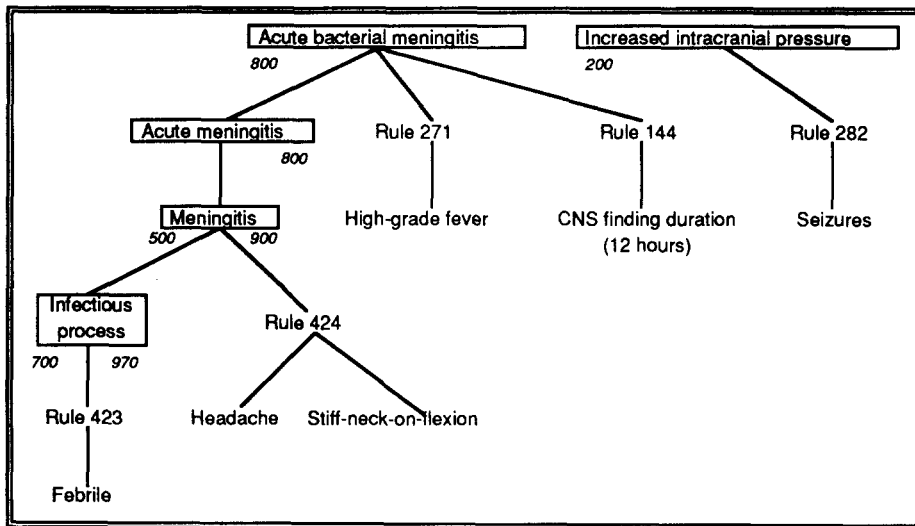 Acute bacterial meningitis
Increased intracranial pressure
800
200
Acute meningitis
Rule 271
Rule 144
Rule 282
800
Meningitis
High-grade fever
CNS finding duration
(12 hours)
Seizures
500
900
Infectious
process
Rule 424
700
970
Rule 423
Headache
Stiff-neck-on-flexion
Febrile